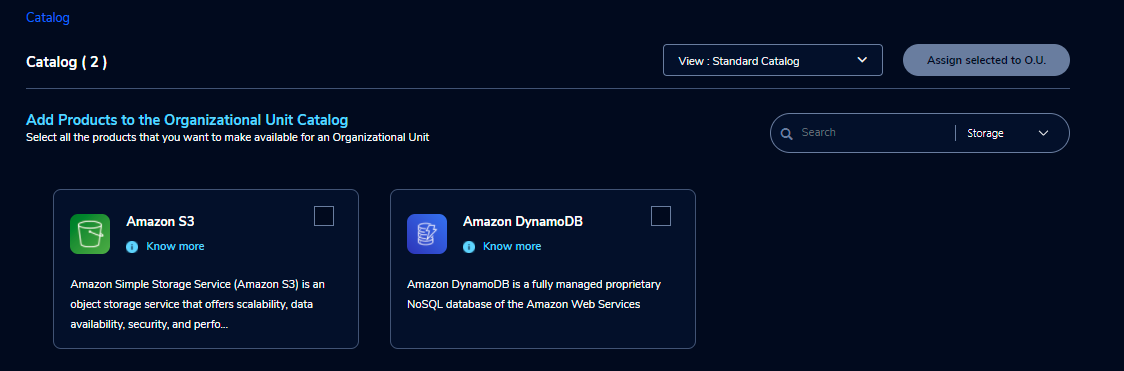 Catalog
Catalog ( 2 )
View : Standard Catalog
Assign selected to O.U.
Add Products to the Organizational Unit Catalog
Select all the products that you want to make available for an Organizational Unit
Search
Storage
Amazon S3
Know more
Amazon Simple Storage Service (Amazon S3) is an
object storage service that offers scalability, data
availability, security, and perfo...
Amazon DynamoDB
Know more
Amazon DynamoDB is a fully managed proprietary
NoSQL database of the Amazon Web Services